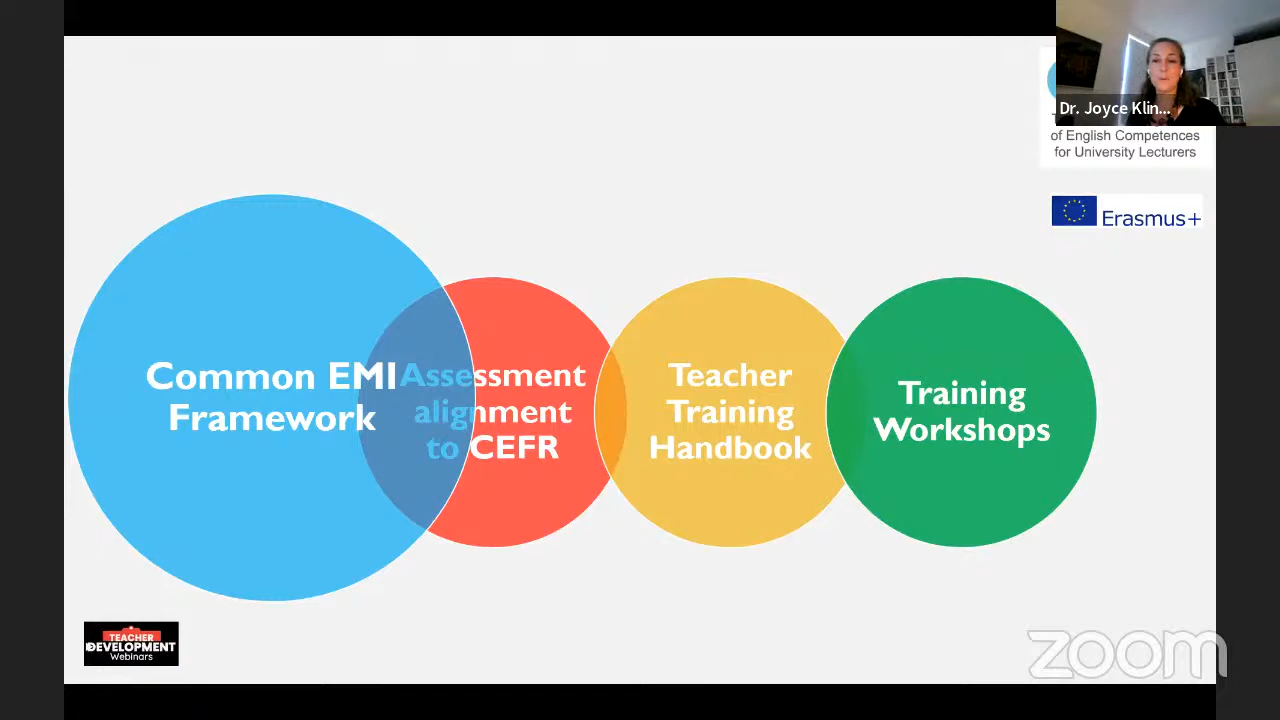 Dr. Joyce Klin...
of English Competences
for University Lecturers
Erasmus+
Common EMI
Framework
Assessment
alignment
to CEFR
Teacher
Training
Handbook
Training
Workshops
TEACHER
DEVELOPMENT
Webinars
zoom